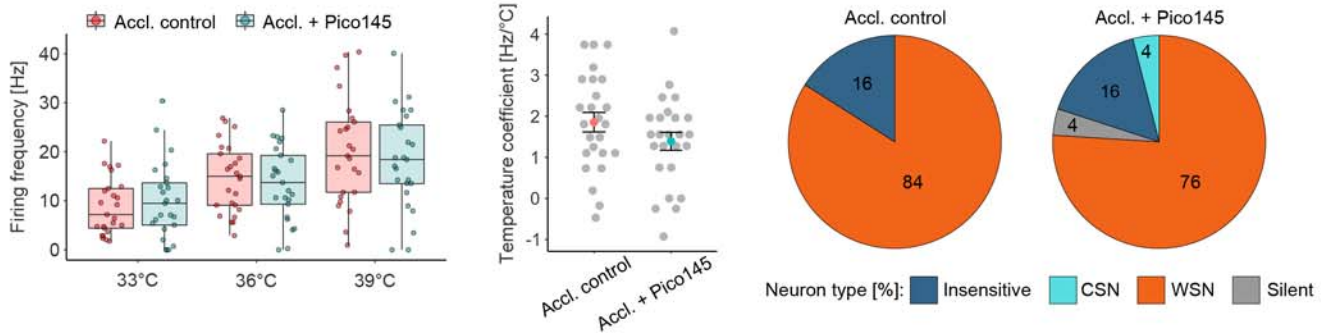 Accl. control
Accl. + Pico145
Firing frequency [Hz]
40
30
20
10
0
33°C
36°C
39°C
Temperature coefficient [Hz/°C]
4
3
2
1
0
-1
Accl. control
Accl. + Pico145
Accl. control
16
84
Accl. + Pico145
4
16
4
76
Neuron type [%]: Insensitive CSN WSN Silent